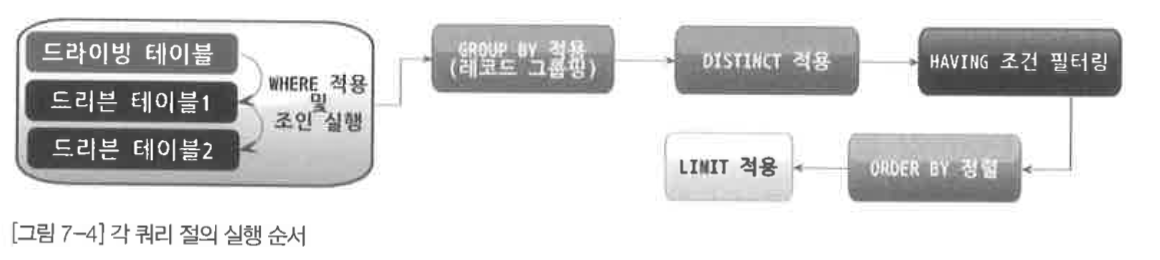 드라이빙 테이블
드리븐 테이블1
드리븐 테이블2
WHERE 적용
및
조인 실행
GROUP BY 적용
(레코드 그룹핑)
DISTINCT 적용
HAVING 조건 필터링
ORDER BY 정렬
LIMIT 적용
[그림 7-4] 각 쿼리 절의 실행 순서